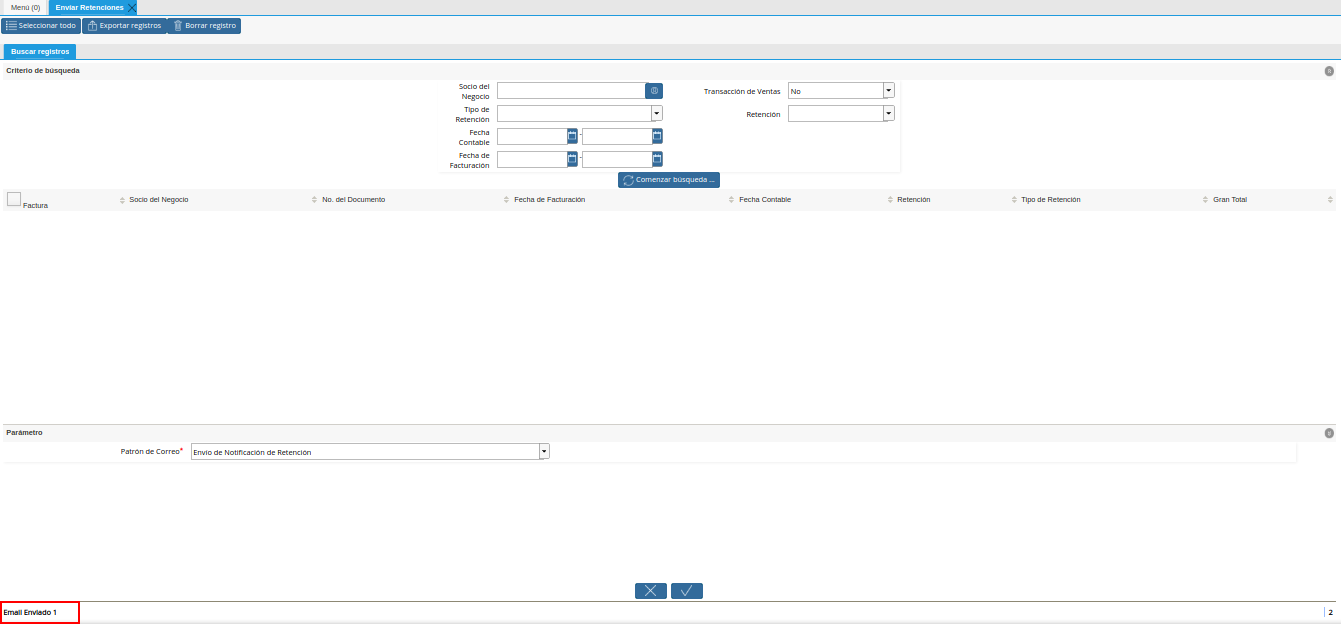 Menú (0) Enviar Retenciones
Seleccionar todo Exportar registros Borrar registro
Buscar registros
Criterio de búsqueda
Socio del Negocio Transacción de Ventas No
Tipo de Retención Retención
Fecha Contable -
Fecha de Facturación -
Comenzar búsqueda ...
Factura Socio del Negocio No. del Documento Fecha de Facturación Fecha Contable Retención Tipo de Retención Gran Total
Parámetro
Patrón de Correo* Envío de Notificación de Retención
Email Enviado 1 2